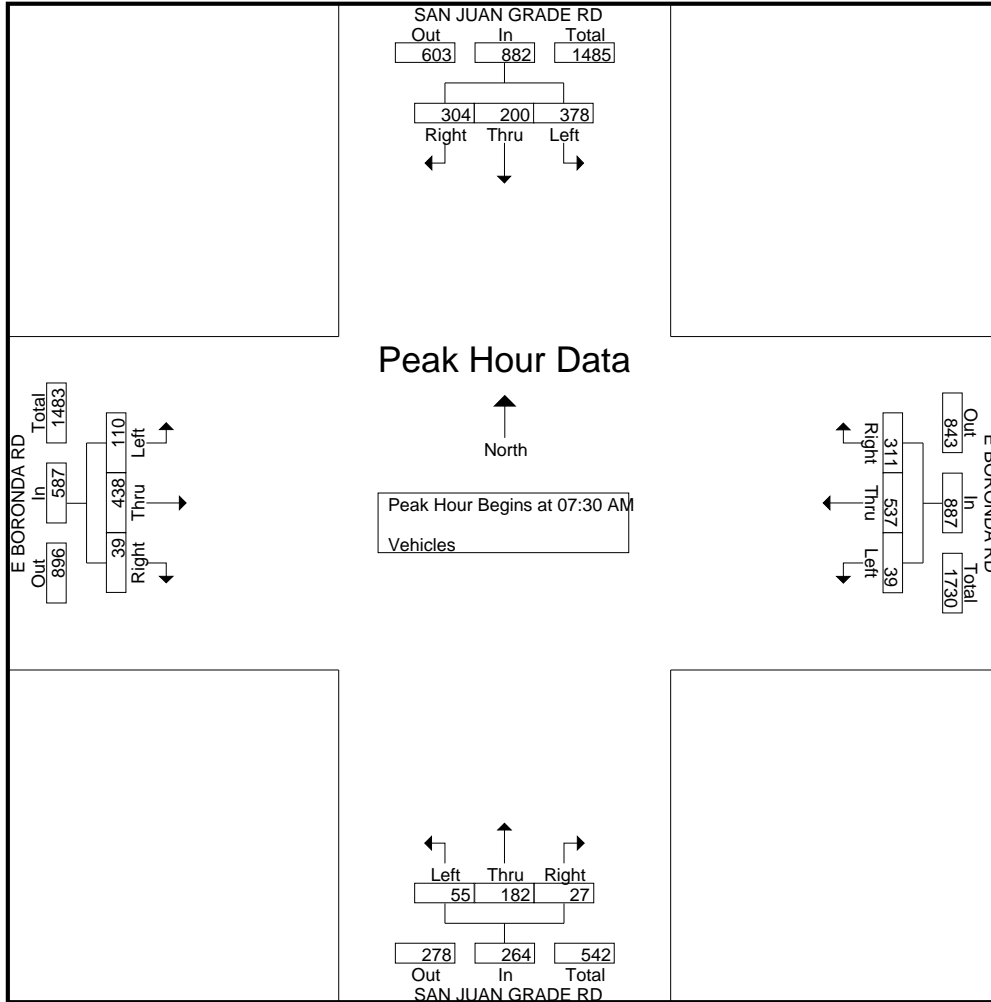 SAN JUAN GRADE RD
Out In Total
603 882 1485
304 200 378
Right Thru Left
Peak Hour Data
North
Peak Hour Begins at 07:30 AM
Vehicles
E BORONDA RD
Out In Total
896 587 1483
Right Thru Left
39 438 110
E BORONDA RD
Out In Total
843 887 1730
Right Thru Left
311 537 39
Left Thru Right
55 182 27
278 264 542
Out In Total
SAN JUAN GRADE RD